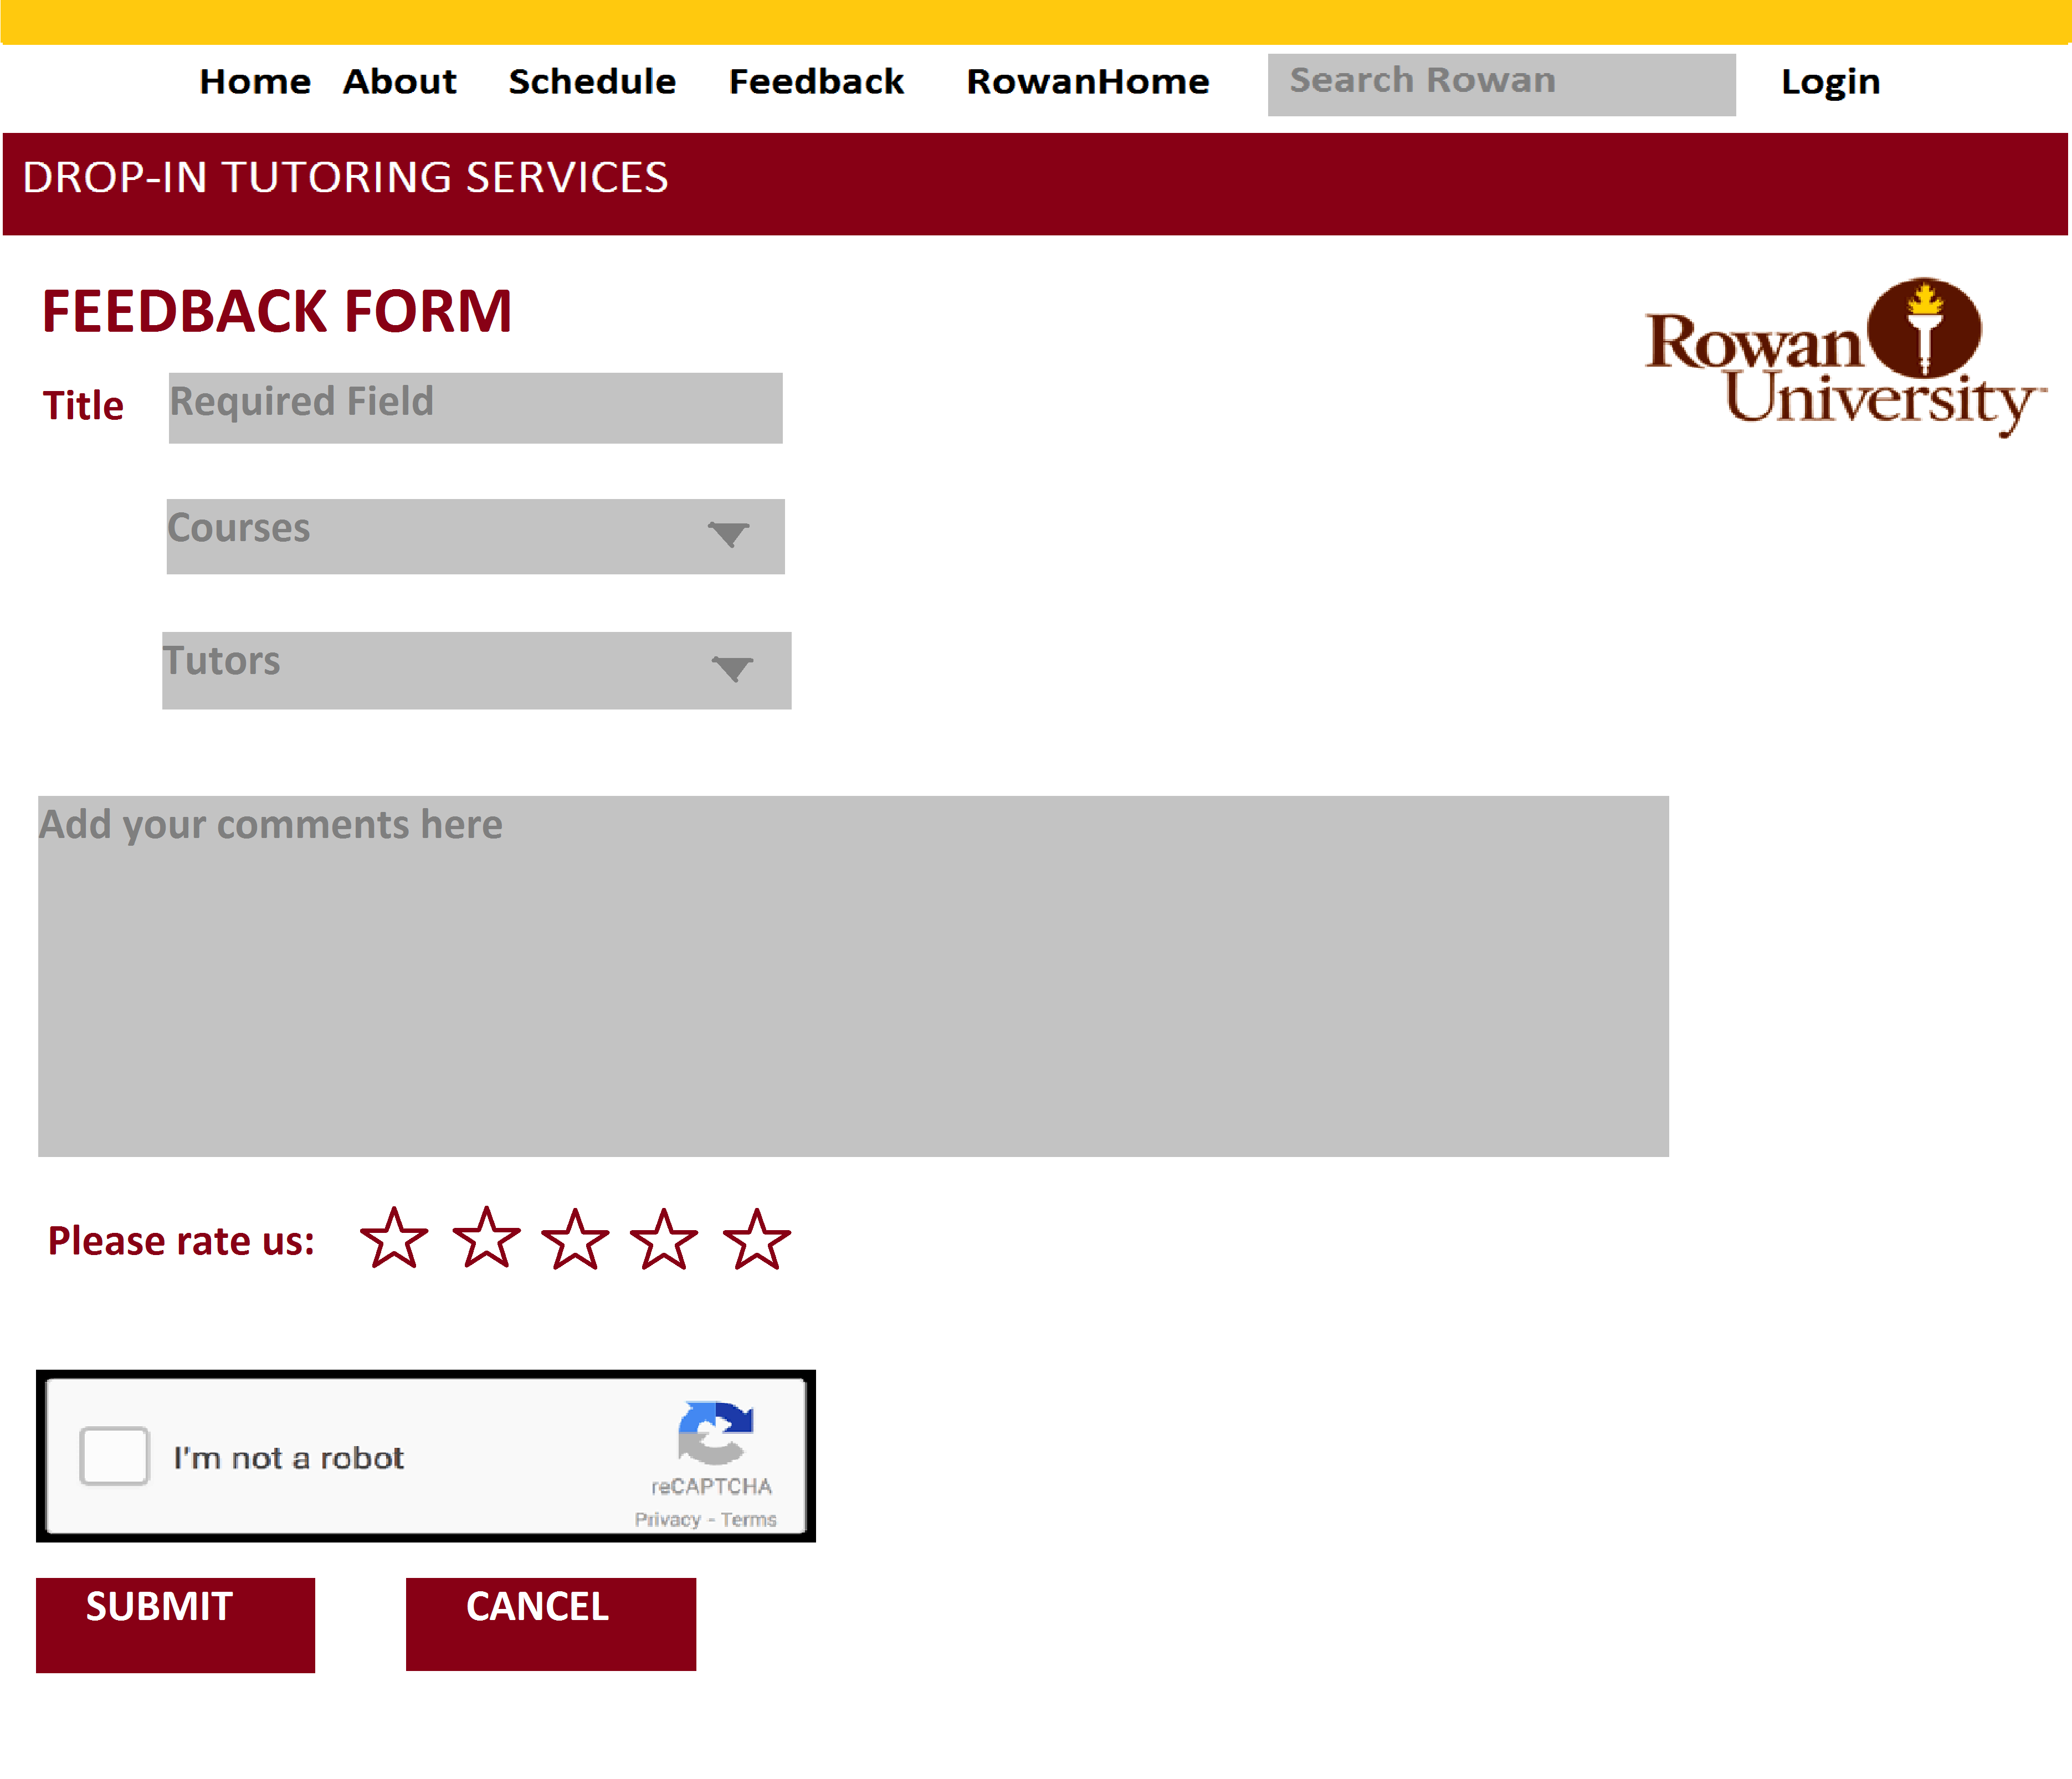 Home About Schedule Feedback RowanHome Search Rowan Login
DROP-IN TUTORING SERVICES
FEEDBACK FORM
Rowan
University
Title Required Field
Courses
Tutors
Add your comments here
Please rate us:
I'm not a robot
reCAPTCHA
Privacy - Terms
SUBMIT CANCEL